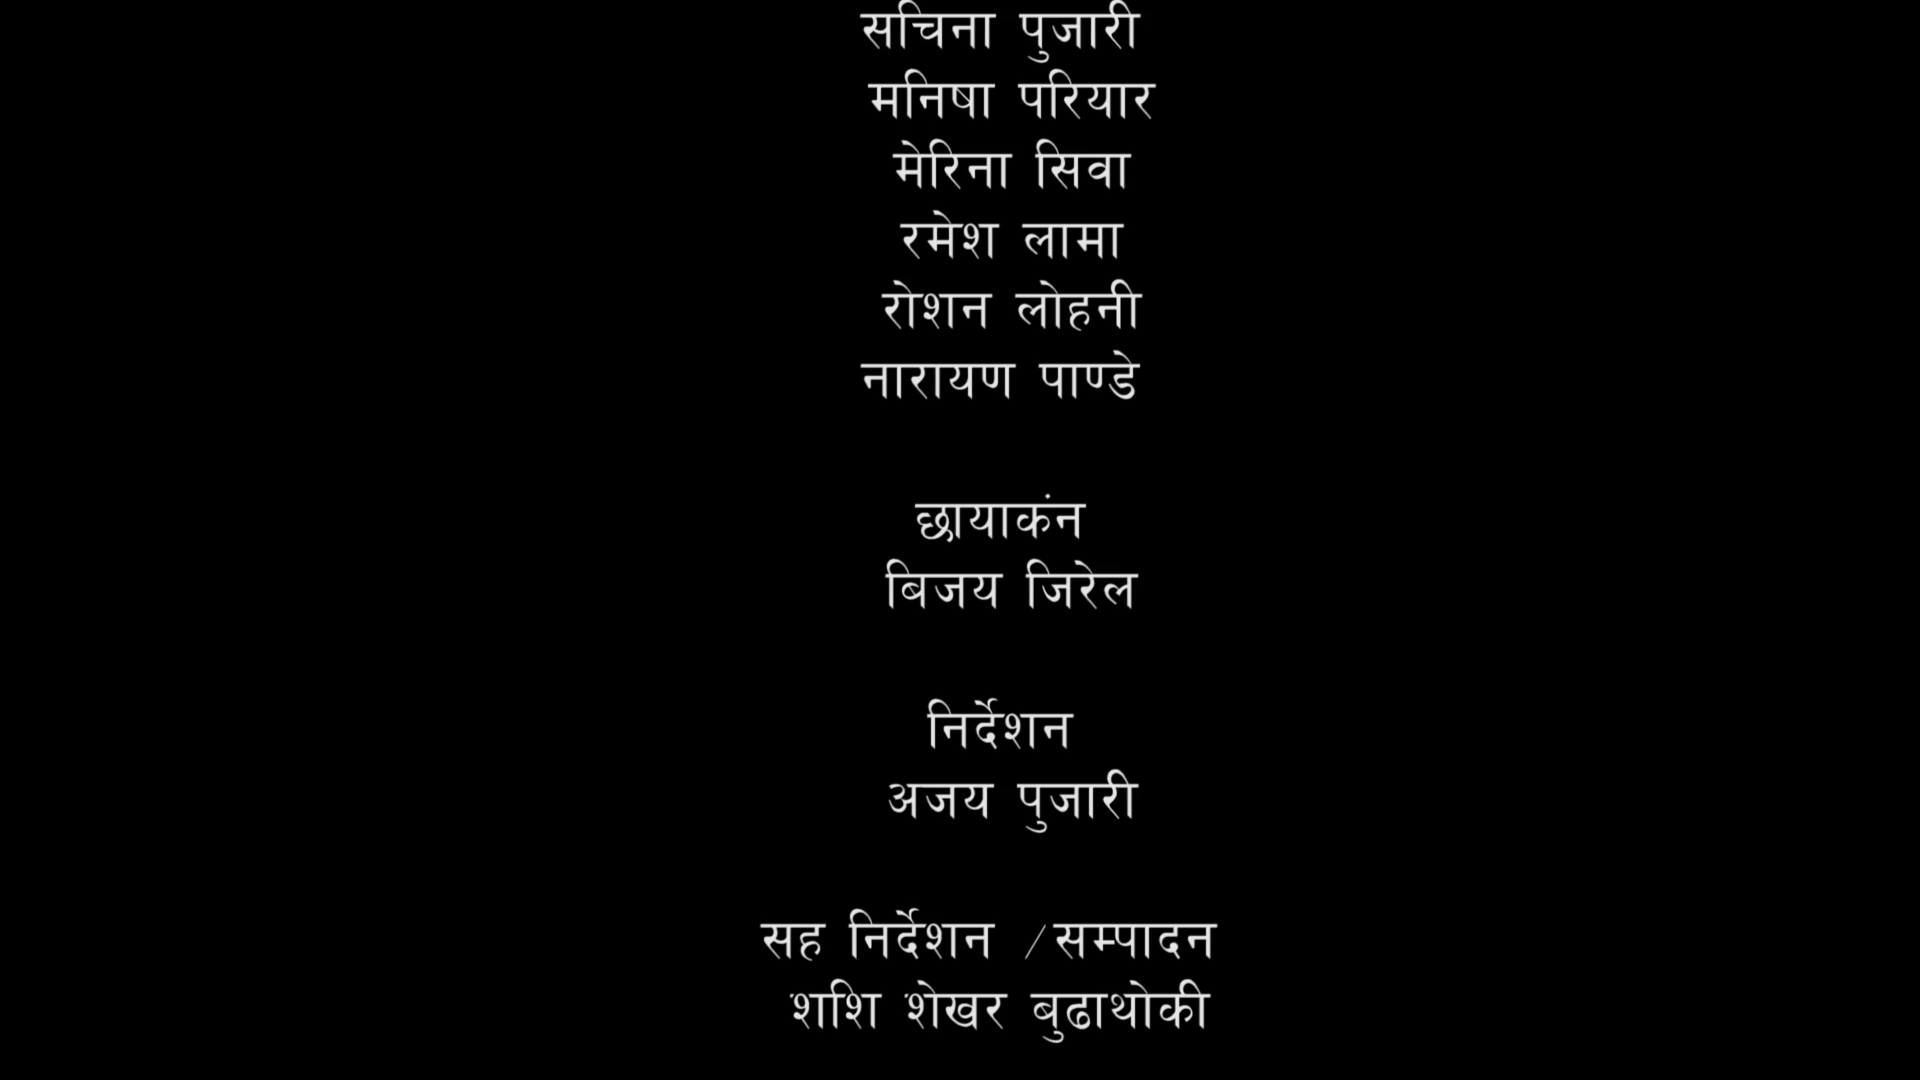 सचिना पुजारी
मनिषा परियार
मेरिना सिवा
रमेश लामा
रोशन लोहनी
नारायण पाण्डे
छायाकंन
बिजय जिरेल
निर्देशन
अजय पुजारी
सह निर्देशन /सम्पादन
शशि शेखर बुढाथोकी